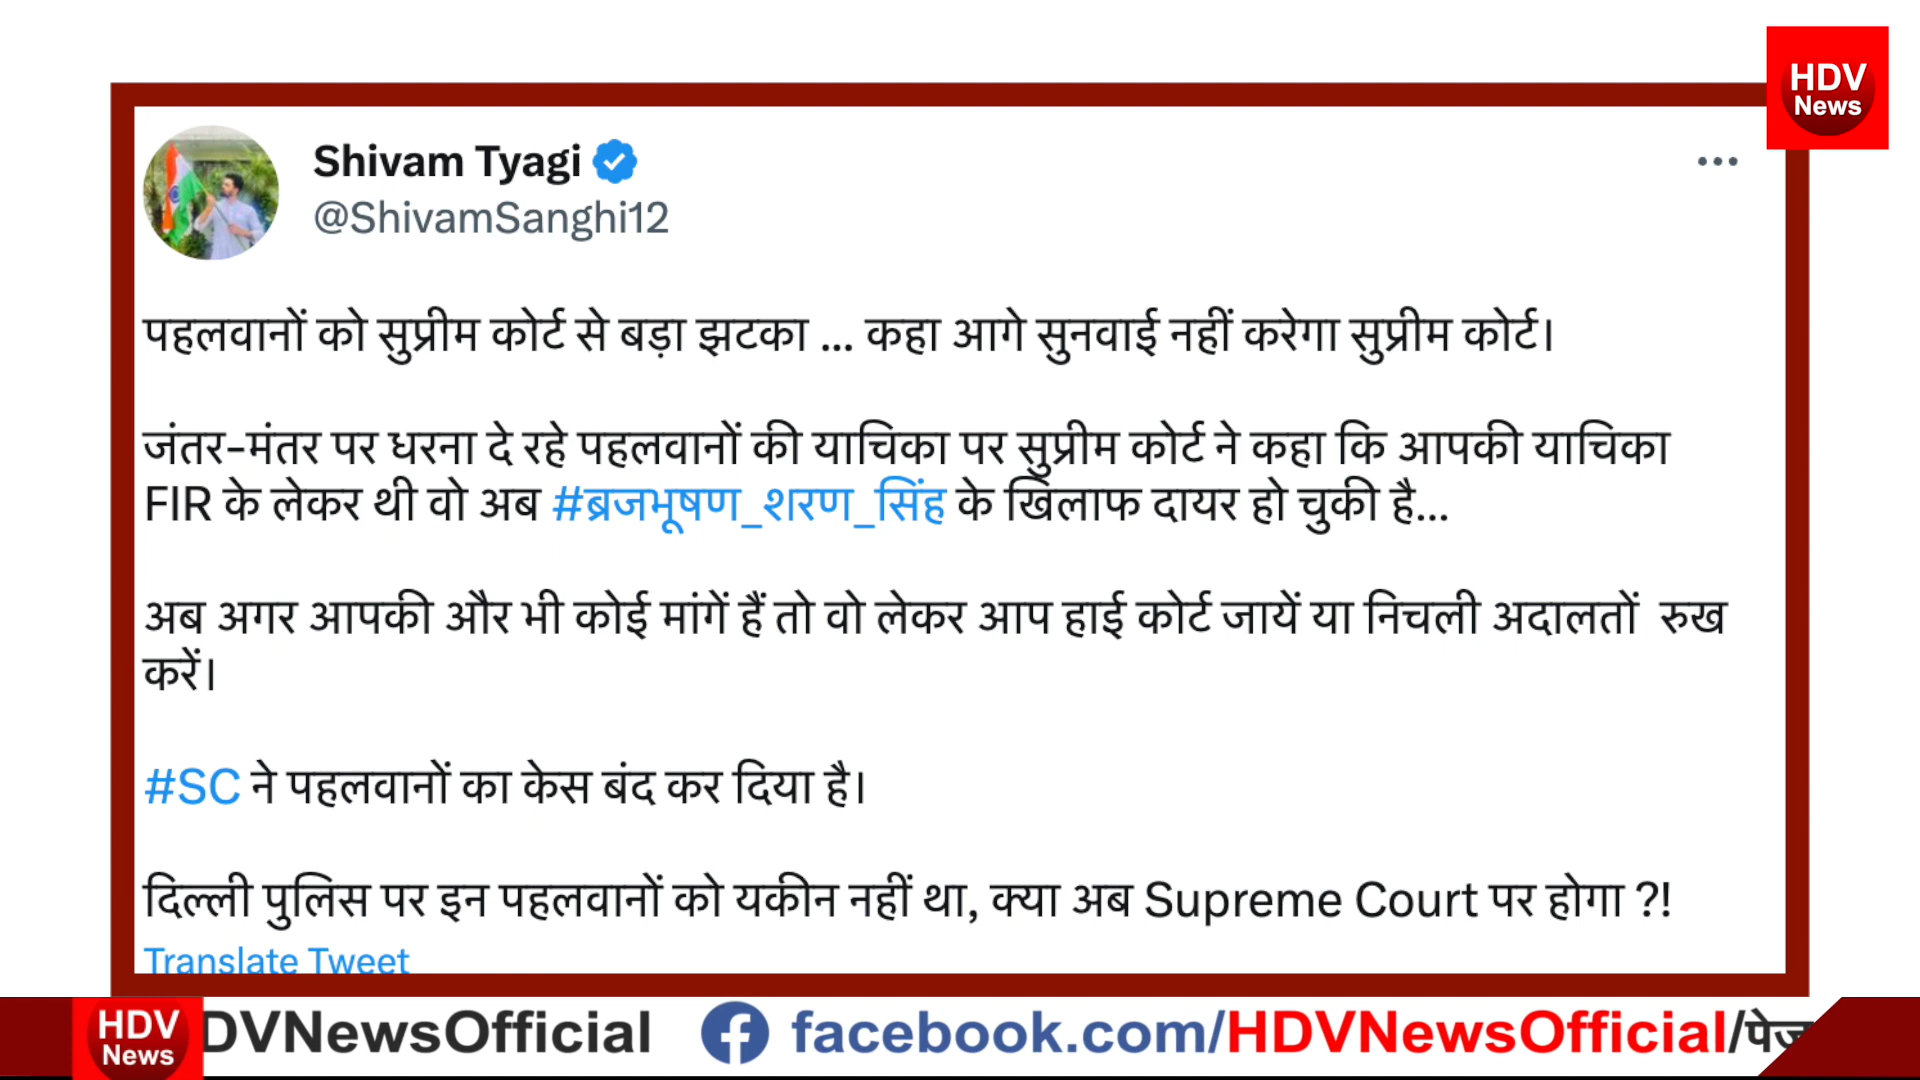 HDV
News
Shivam Tyagi
@ShivamSanghi12
पहलवानों को सुप्रीम कोर्ट से बड़ा झटका ... कहा आगे सुनवाई नहीं करेगा सुप्रीम कोर्ट।
जंतर-मंतर पर धरना दे रहे पहलवानों की याचिका पर सुप्रीम कोर्ट ने कहा कि आपकी याचिका
FIR के लेकर थी वो अब #ब्रजभूषण_शरण_सिंह के खिलाफ दायर हो चुकी है...
अब अगर आपकी और भी कोई मांगें हैं तो वो लेकर आप हाई कोर्ट जायें या निचली अदालतों रुख
करें।
#SC ने पहलवानों का केस बंद कर दिया है।
दिल्ली पुलिस पर इन पहलवानों को यकीन नहीं था, क्या अब Supreme Court पर होगा ?!
Translate Tweet
HDV
News
DVNewsOfficial facebook.com/HDVNewsOfficial/पेज